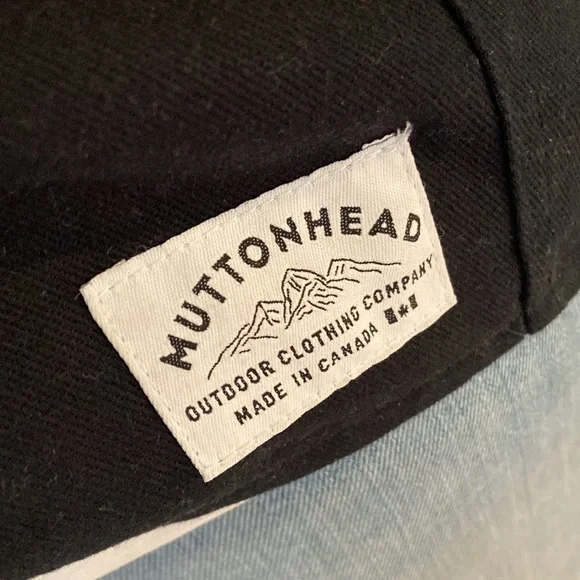 MUTTONHEAD
OUTDOOR CLOTHING COMPANY
MADE IN CANADA